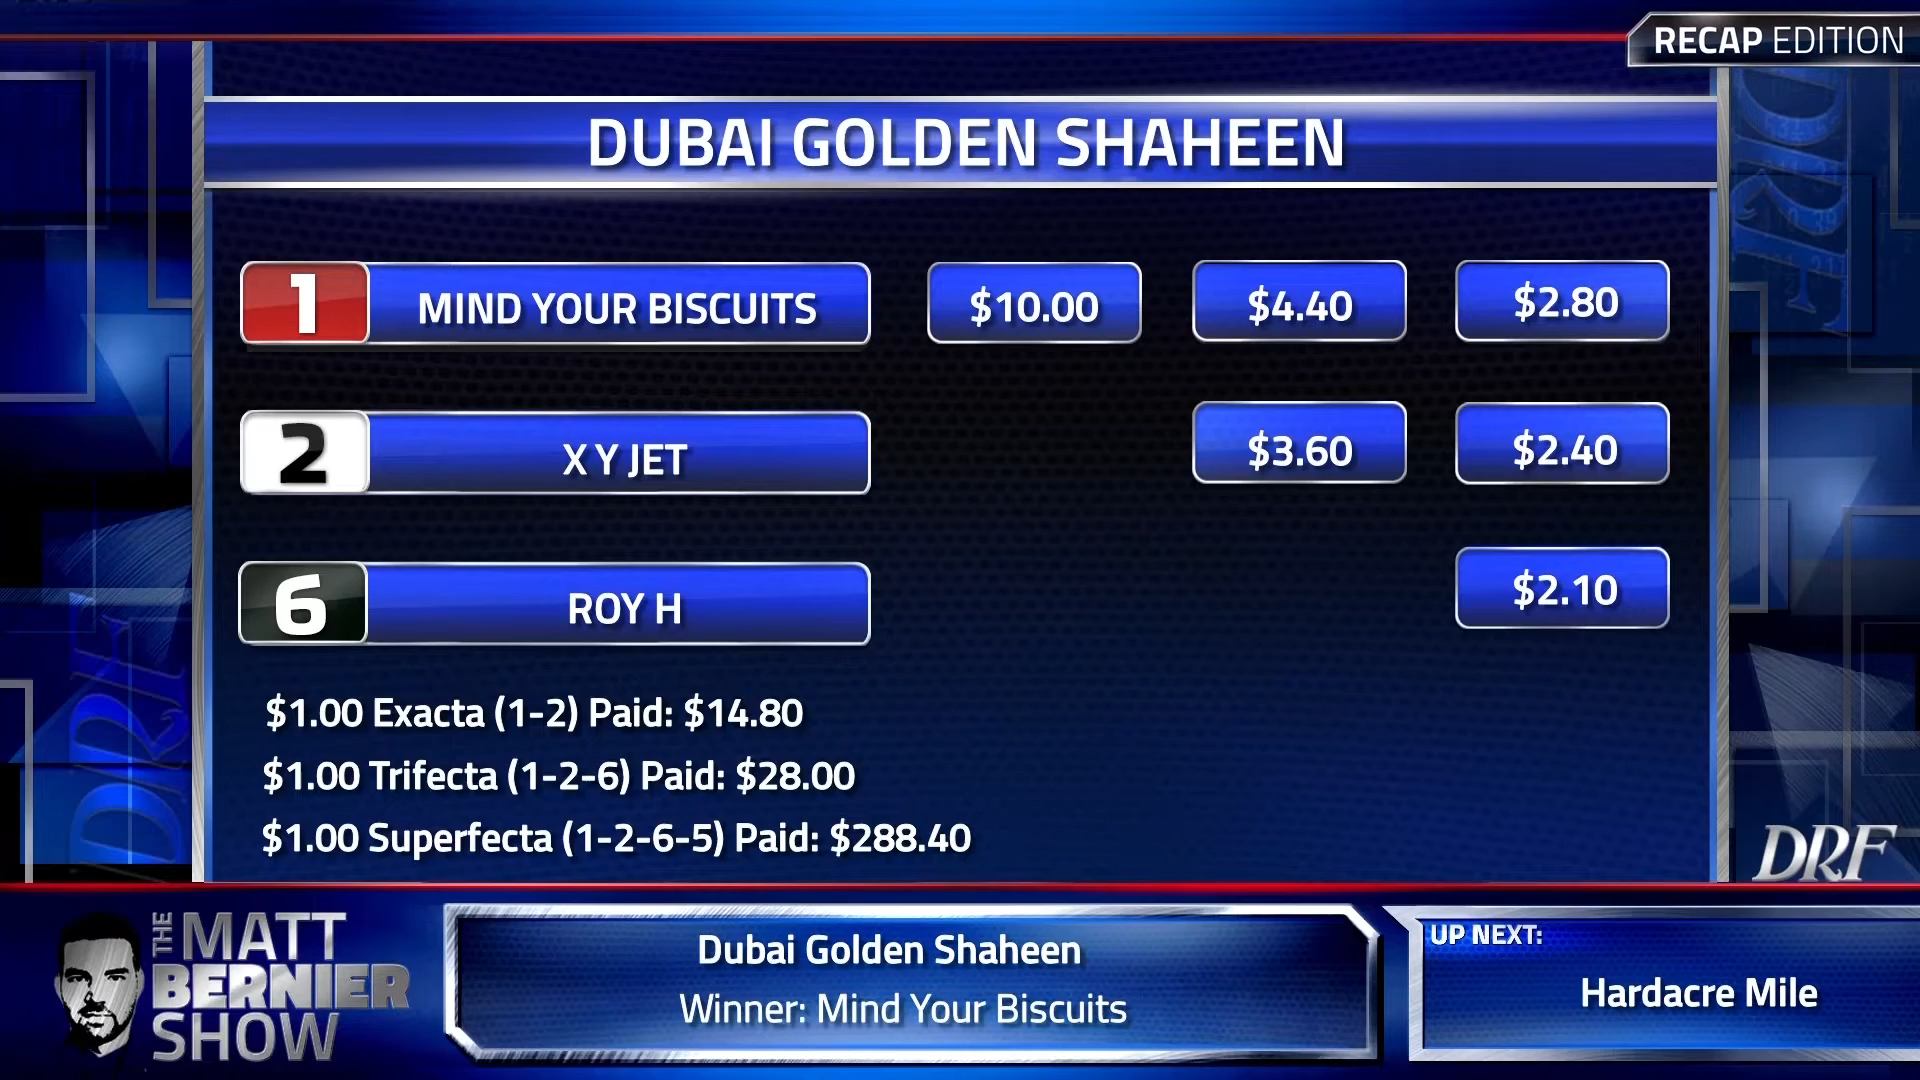 RECAP EDITION
DUBAI GOLDEN SHAHEEN
1 MIND YOUR BISCUITS $10.00 $4.40 $2.80
2 X Y JET $3.60 $2.40
6 ROY H $2.10
$1.00 Exacta (1-2) Paid: $14.80
$1.00 Trifecta (1-2-6) Paid: $28.00
$1.00 Superfecta (1-2-6-5) Paid: $288.40
DRF
DRF
DRF
THE MATT
BERNIER
SHOW
Dubai Golden Shaheen
Winner: Mind Your Biscuits
UP NEXT:
Hardacre Mile